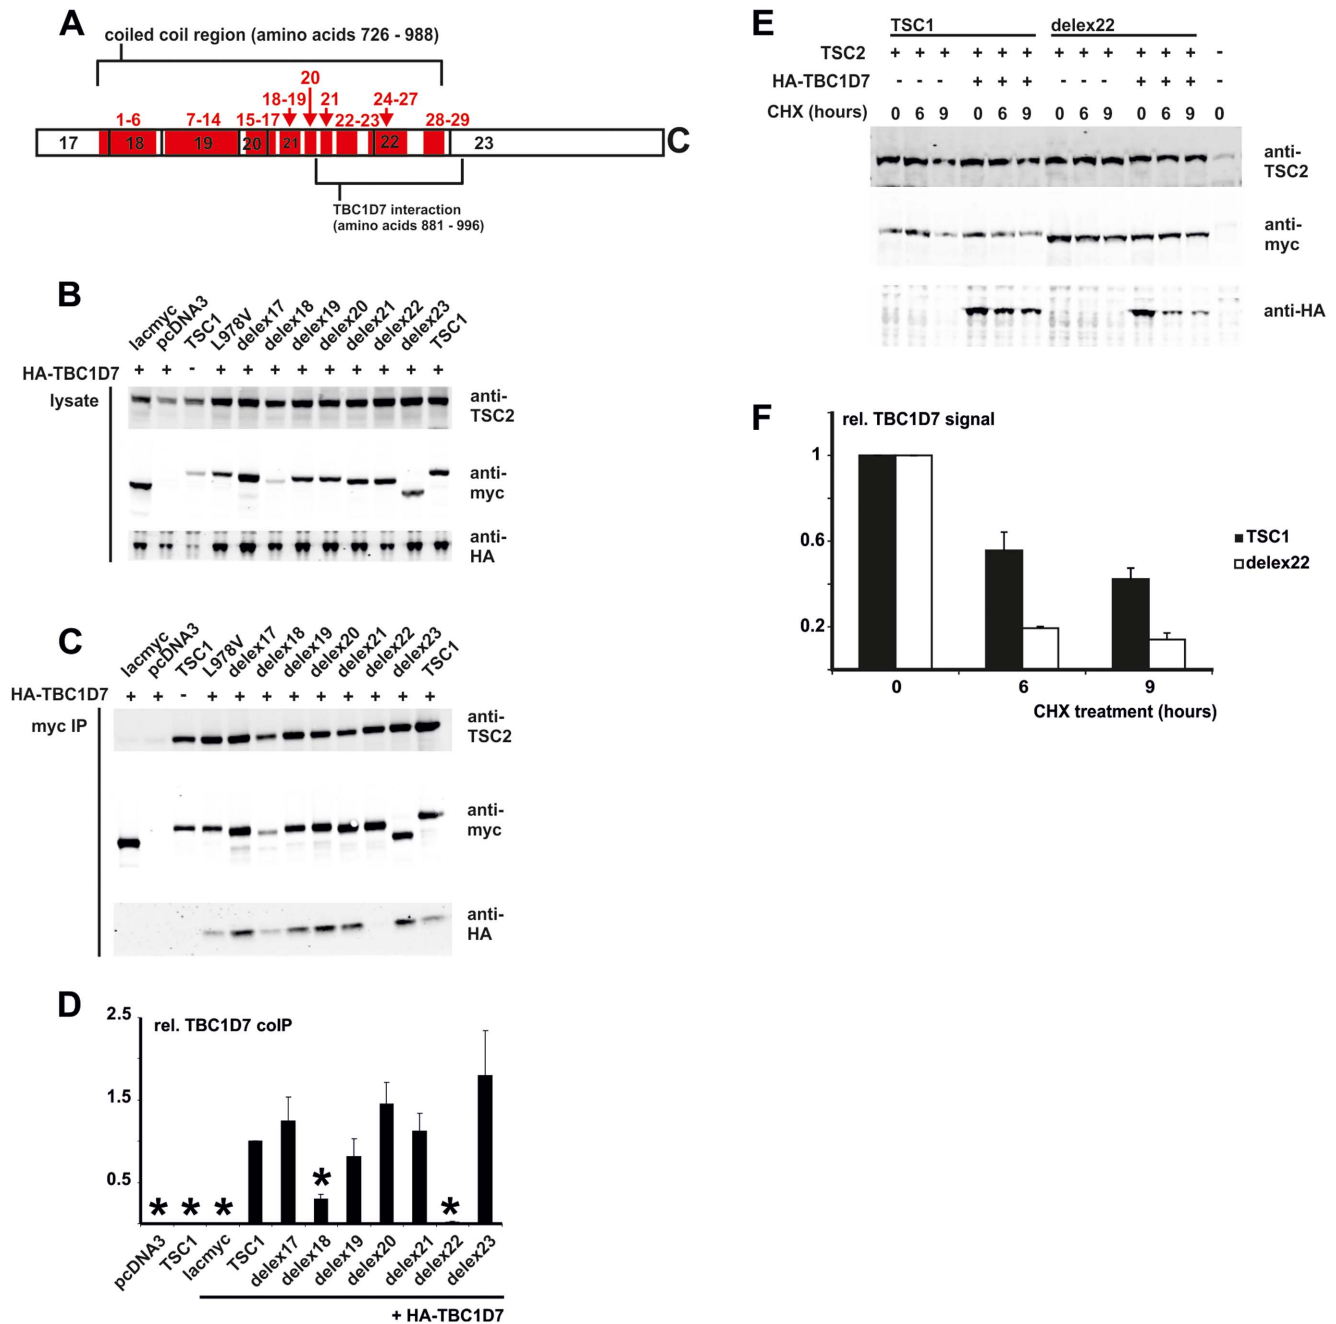 A
coiled coil region (amino acids 726 - 988)
20
18-19 21 24-27
1-6 7-14 15-17 22-23 28-29
17 18 19 20 21 22 23 C
TBC1D7 interaction
(amino acids 881 - 996)
B
lacmyc pcDNA3 TSC1 L978V delex17 delex18 delex19 delex20 delex21 delex22 delex23 TSC1
HA-TBC1D7 + + - + + + + + + + + +
lysate
anti-
TSC2
anti-
myc
anti-
HA
C
lacmyc pcDNA3 TSC1 L978V delex17 delex18 delex19 delex20 delex21 delex22 delex23 TSC1
HA-TBC1D7 + + - + + + + + + + + +
myc IP
anti-
TSC2
anti-
myc
anti-
HA
D
rel. TBC1D7 coIP
2.5
1.5
0.5
* * * * *
pcDNA3 TSC1 lacmyc TSC1 delex17 delex18 delex19 delex20 delex21 delex22 delex23
+ HA-TBC1D7
E
TSC1 delex22
TSC2 + + + + + + + + + + + + -
HA-TBC1D7 - - - + + + - - - + + + -
CHX (hours) 0 6 9 0 6 9 0 6 9 0 6 9 0
anti-
TSC2
anti-
myc
anti-HA
F
rel. TBC1D7 signal
1
0.6
0.2
TSC1
delex22
0 6 9
CHX treatment (hours)